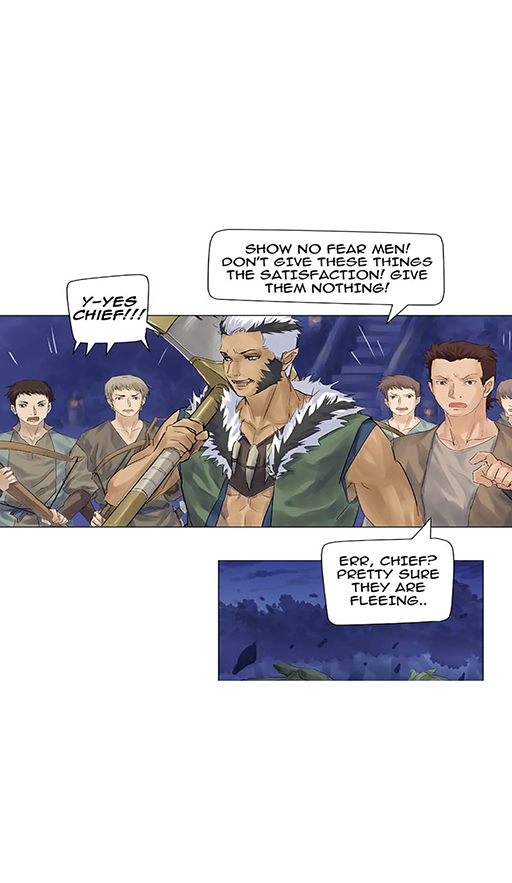 SHOW NO FEAR MEN!
DON'T GIVE THESE THINGS
THE SATISFACTION! GIVE
THEM NOTHING!
Y-YES
CHIEF!!!
ERR, CHIEF?
PRETTY SURE
THEY ARE
FLEEING..